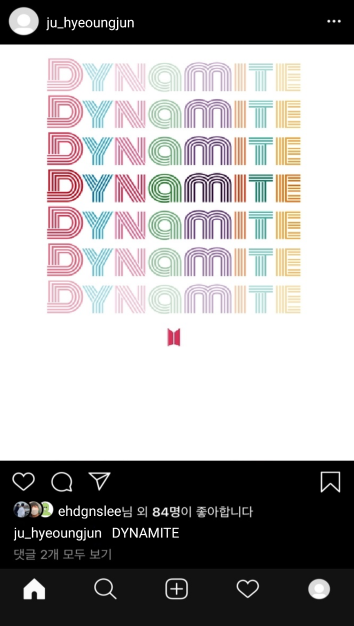 ju_hyeoungjun
DYNAMITE
DYNAMITE
DYNAMITE
DYNAMITE
DYNAMITE
DYNAMITE
DYNAMITE
ehdgnslee님 외 84명이 좋아합니다
ju_hyeoungjun DYNAMITE
댓글 2개 모두 보기